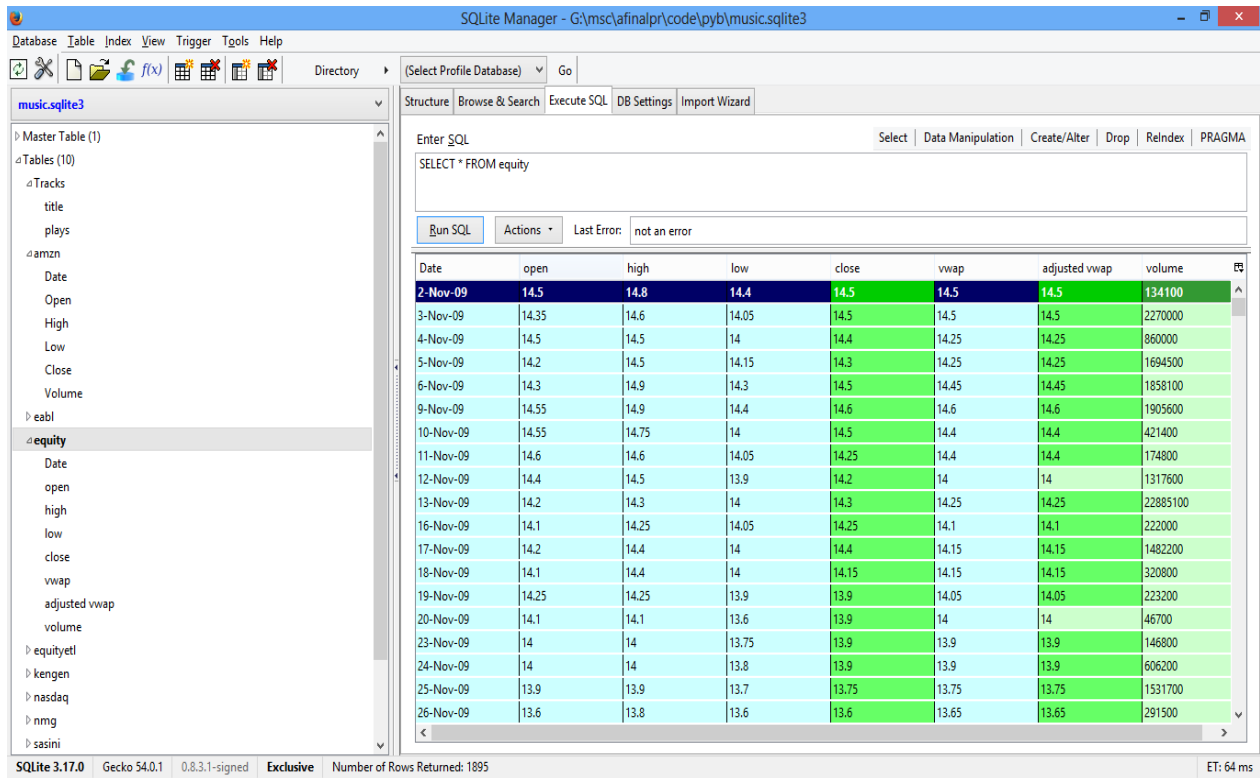 SQLite Manager - G:\msc\afinalpr\code\pyb\music.sqlite3
Database Table Index View Trigger Tools Help
f(x) Directory (Select Profile Database) Go
music.sqlite3
Master Table (1)
Tables (10)
Tracks
title
plays
amzn
Date
Open
High
Low
Close
Volume
eabl
equity
Date
open
high
low
close
vwap
adjusted vwap
volume
equityetl
kengen
nasdaq
nmg
sasini
Structure Browse & Search Execute SQL DB Settings Import Wizard
Enter SQL Select Data Manipulation Create/Alter Drop ReIndex PRAGMA
SELECT * FROM equity
Run SQL Actions Last Error: not an error
Date open high low close vwap adjusted vwap volume
2-Nov-09 14.5 14.8 14.4 14.5 14.5 14.5 134100
3-Nov-09 14.35 14.6 14.05 14.5 14.5 14.5 2270000
4-Nov-09 14.5 14.5 14 14.4 14.25 14.25 860000
5-Nov-09 14.2 14.5 14.15 14.3 14.25 14.25 1694500
6-Nov-09 14.3 14.9 14.3 14.5 14.45 14.45 1858100
9-Nov-09 14.55 14.9 14.4 14.6 14.6 14.6 1905600
10-Nov-09 14.55 14.75 14 14.5 14.4 14.4 421400
11-Nov-09 14.6 14.6 14.05 14.25 14.4 14.4 174800
12-Nov-09 14.4 14.5 13.9 14.2 14 14 1317600
13-Nov-09 14.2 14.3 14 14.3 14.25 14.25 22885100
16-Nov-09 14.1 14.25 14.05 14.25 14.1 14.1 222000
17-Nov-09 14.2 14.4 14 14.4 14.15 14.15 1482200
18-Nov-09 14.1 14.4 14 14.15 14.15 14.15 320800
19-Nov-09 14.25 14.25 13.9 13.9 14.05 14.05 223200
20-Nov-09 14.1 14.1 13.6 13.9 14 14 46700
23-Nov-09 14 14 13.75 13.9 13.9 13.9 146800
24-Nov-09 14 14 13.8 13.9 13.9 13.9 606200
25-Nov-09 13.9 13.9 13.7 13.75 13.75 13.75 1531700
26-Nov-09 13.6 13.8 13.6 13.6 13.65 13.65 291500
SQLite 3.17.0 Gecko 54.0.1 0.8.3.1-signed Exclusive Number of Rows Returned: 1895 ET: 64 ms